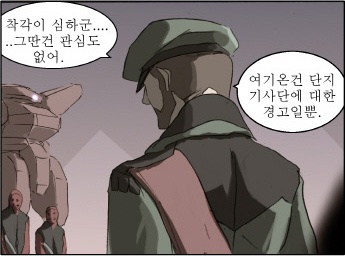 착각이 심하군....
..그딴건 관심도
없어.
여기온건 단지
기사단에 대한
경고일뿐.